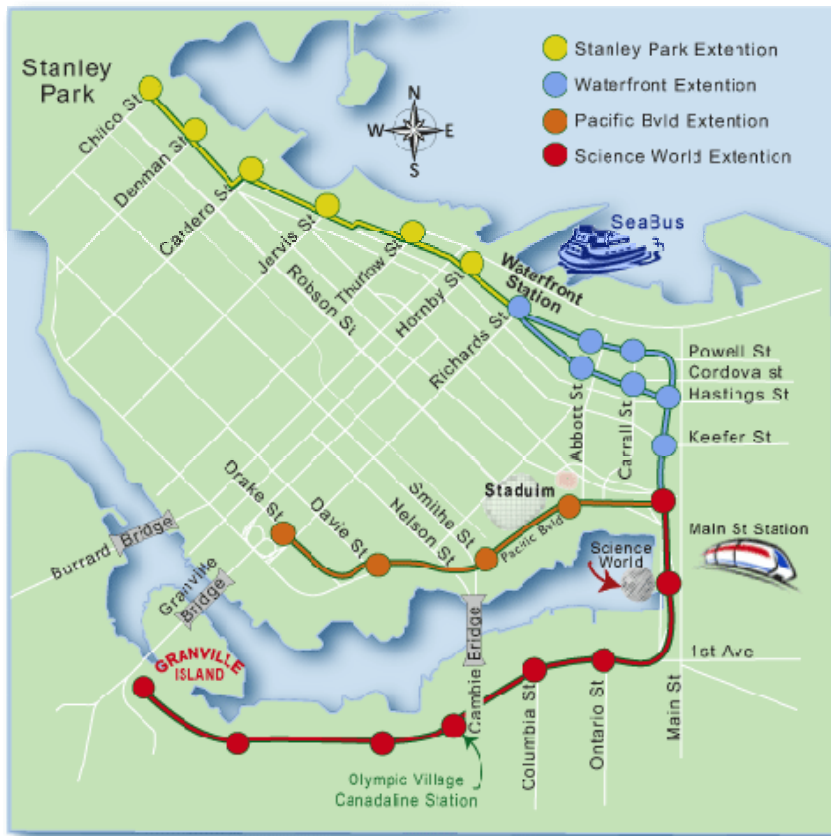 Stanley
Park
N
W E
S
Stanley Park Extention
Waterfront Extention
Pacific Bvld Extention
Science World Extention
Chilco St
Denman St
Cardero St
Jervis St
Robson St
Thurlow St
Hornby St
Richards St
Waterfront
Station
SeaBus
Powell St
Cordova st
Hastings St
Keefer St
Abbott St
Carrall St
Staduim
Drake St
Davie St
Smithe St
Nelson St
Pacific Bvld
Science
World
Main St Station
Burrard Bridge
Granville
Bridge
GRANVILLE
ISLAND
Cambie Bridge
1st Ave
Columbia St
Ontario St
Main St
Olympic Village
Canadaline Station